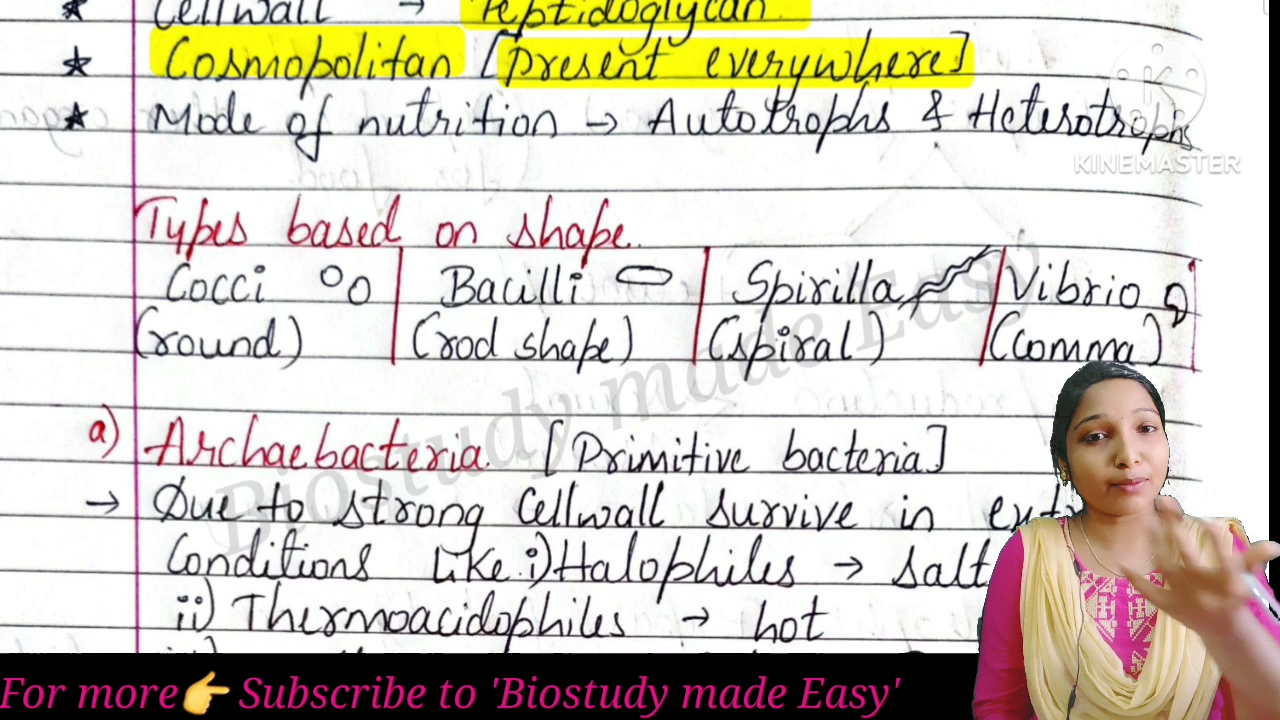 ★ Cellwall → Peptidoglycan
★ Cosmopolitan [Present everywhere]
★ Mode of nutrition → Autotrophs & Heterotrophs
KINEMASTER
Types based on shape.
Cocci Bacilli Spirilla Vibrio
(round) (rod shape) (spiral) (comma)
Biostudy made Easy
a) Archaebacteria. [Primitive bacteria]
→ Due to strong Cellwall survive in
Conditions like i) Halophiles → salt
ii) Thermoacidophiles → hot
For more👉 Subscribe to 'Biostudy made Easy'